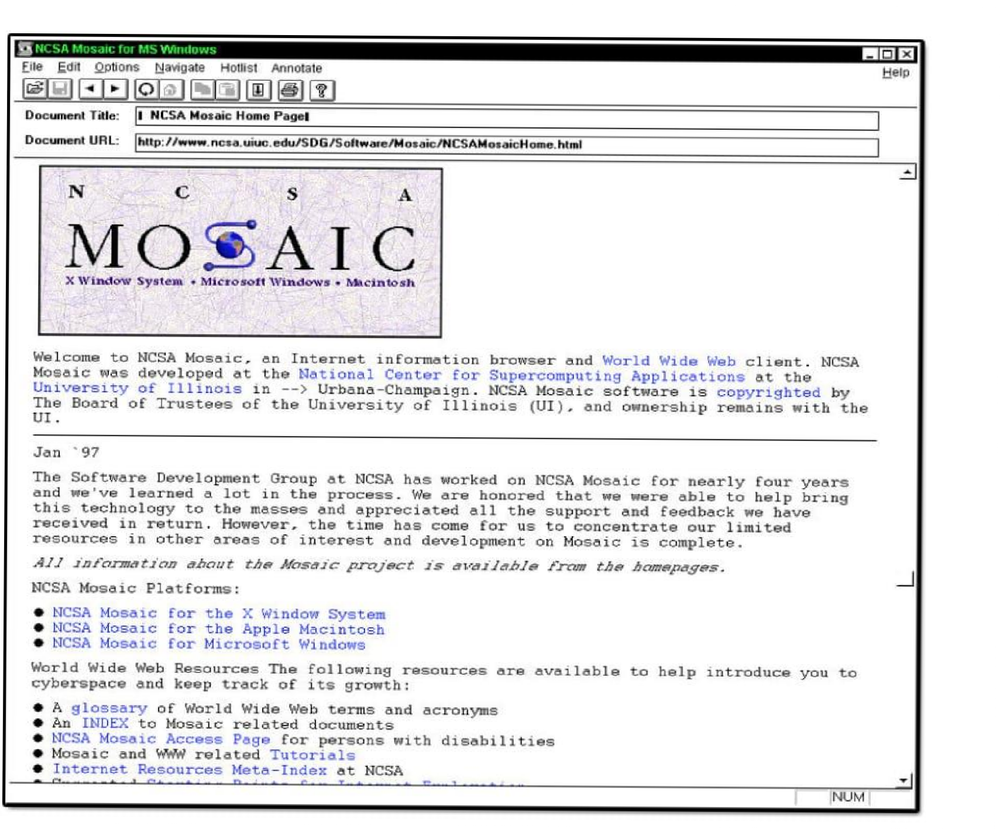 NCSA Mosaic for MS Windows
File Edit Options Navigate Hotlist Annotate Help
Document Title: NCSA Mosaic Home Page
Document URL: http://www.ncsa.uiuc.edu/SDG/Software/Mosaic/NCSAMosaicHome.html
N C S A
MOSAIC
X Window System • Microsoft Windows • Macintosh
Welcome to NCSA Mosaic, an Internet information browser and World Wide Web client. NCSA
Mosaic was developed at the National Center for Supercomputing Applications at the
University of Illinois in --> Urbana-Champaign. NCSA Mosaic software is copyrighted by
The Board of Trustees of the University of Illinois (UI), and ownership remains with the
UI.
Jan `97
The Software Development Group at NCSA has worked on NCSA Mosaic for nearly four years
and we've learned a lot in the process. We are honored that we were able to help bring
this technology to the masses and appreciated all the support and feedback we have
received in return. However, the time has come for us to concentrate our limited
resources in other areas of interest and development on Mosaic is complete.
All information about the Mosaic project is available from the homepages.
NCSA Mosaic Platforms:
● NCSA Mosaic for the X Window System
● NCSA Mosaic for the Apple Macintosh
● NCSA Mosaic for Microsoft Windows
World Wide Web Resources The following resources are available to help introduce you to
cyberspace and keep track of its growth:
● A glossary of World Wide Web terms and acronyms
● An INDEX to Mosaic related documents
● NCSA Mosaic Access Page for persons with disabilities
● Mosaic and WWW related Tutorials
● Internet Resources Meta-Index at NCSA
● Suggested Starting Points for Internet Exploration
NUM